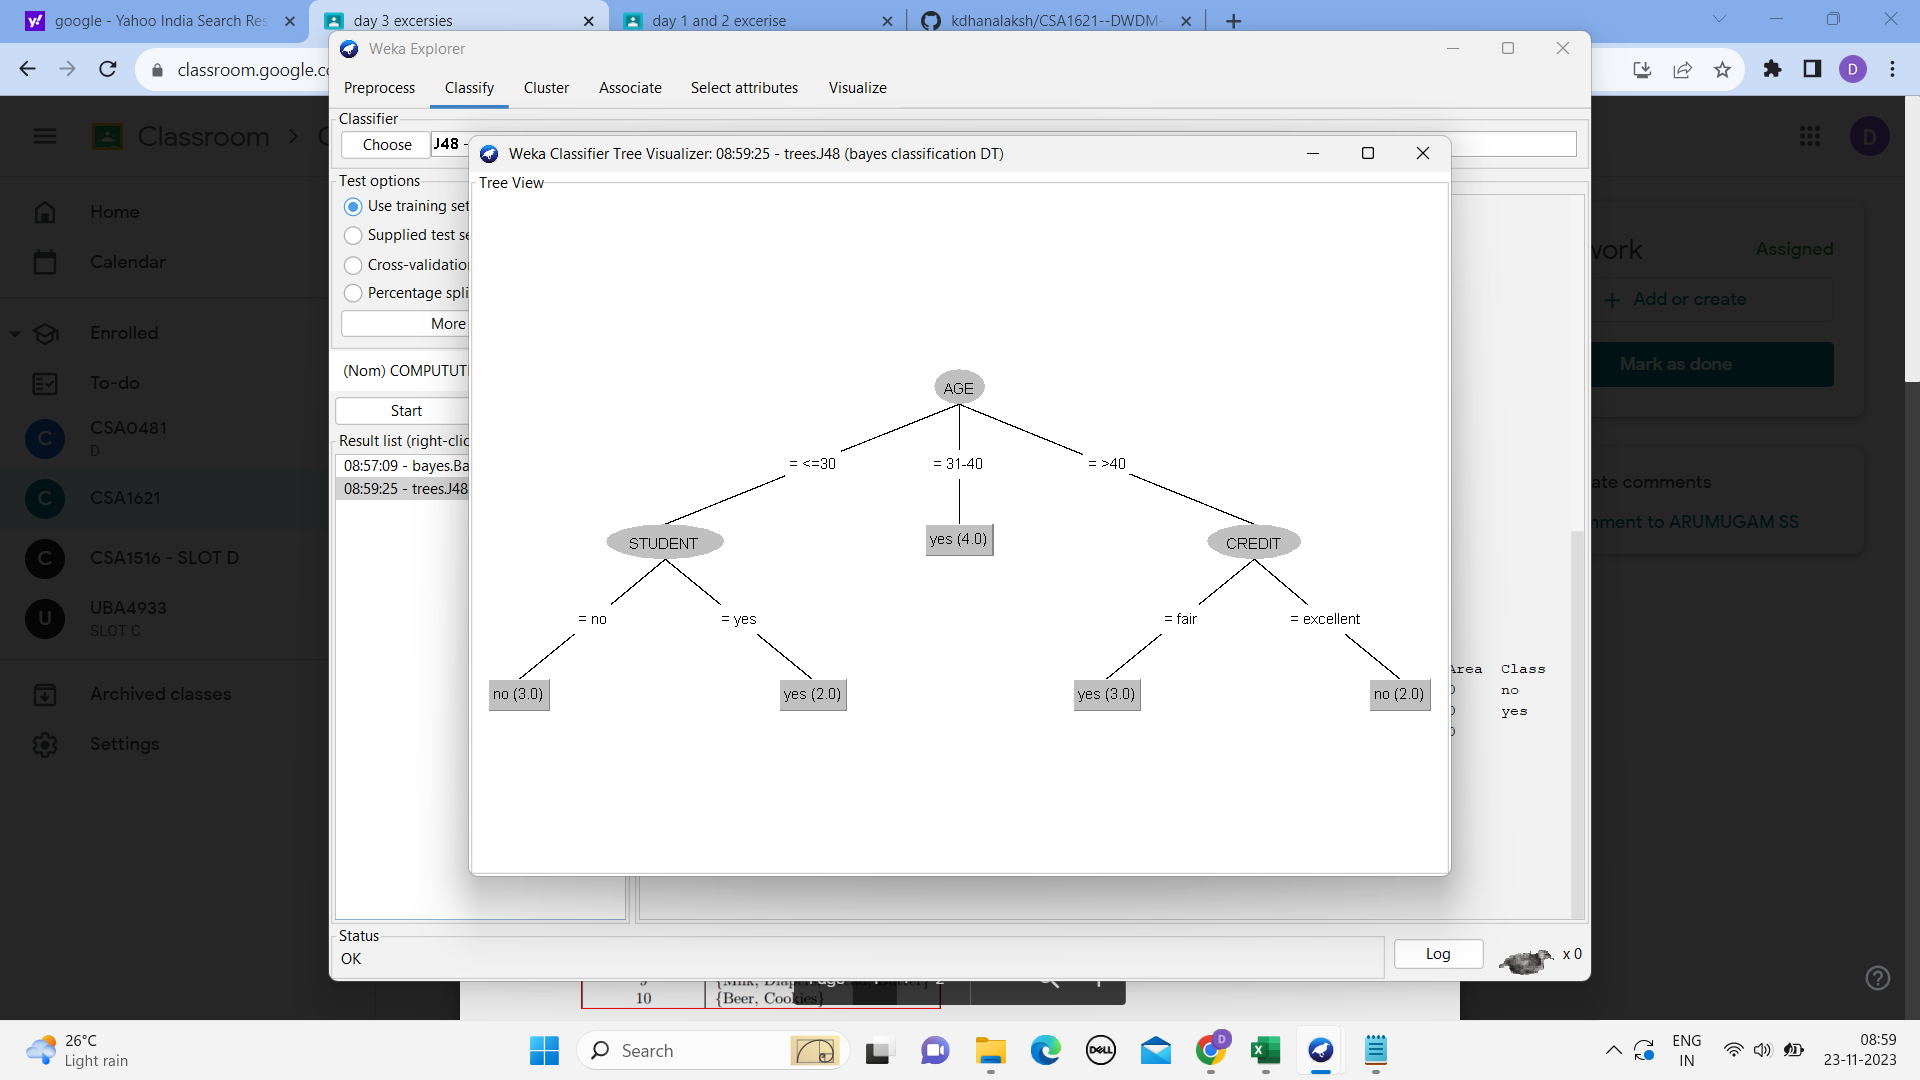 google - Yahoo India Search Res
day 3 excersies
day 1 and 2 excerise
kdhanalaksh/CSA1621--DWDM-
classroom.google.co
D
Weka Explorer
Preprocess
Classify
Cluster
Associate
Select attributes
Visualize
Classifier
Choose
J48 -
Test options
Use training set
Supplied test se
Cross-validation
Percentage spli
More
(Nom) COMPUTUT
Start
Result list (right-clic
08:57:09 - bayes.Ba
08:59:25 - trees.J48
Weka Classifier Tree Visualizer: 08:59:25 - trees.J48 (bayes classification DT)
Tree View
AGE
= <=30
= 31-40
= >40
STUDENT
yes (4.0)
CREDIT
= no
= yes
= fair
= excellent
no (3.0)
yes (2.0)
yes (3.0)
no (2.0)
Area Class
no
yes
Status
OK
Log
x 0
Classroom
Home
Calendar
Enrolled
To-do
C
CSA0481
D
C
CSA1621
C
CSA1516 - SLOT D
U
UBA4933
SLOT C
Archived classes
Settings
D
work
Assigned
Add or create
Mark as done
ate comments
mment to ARUMUGAM SS
10
{Beer, Cookies}
26°C
Light rain
Search
DELL
D
ENG
IN
08:59
23-11-2023